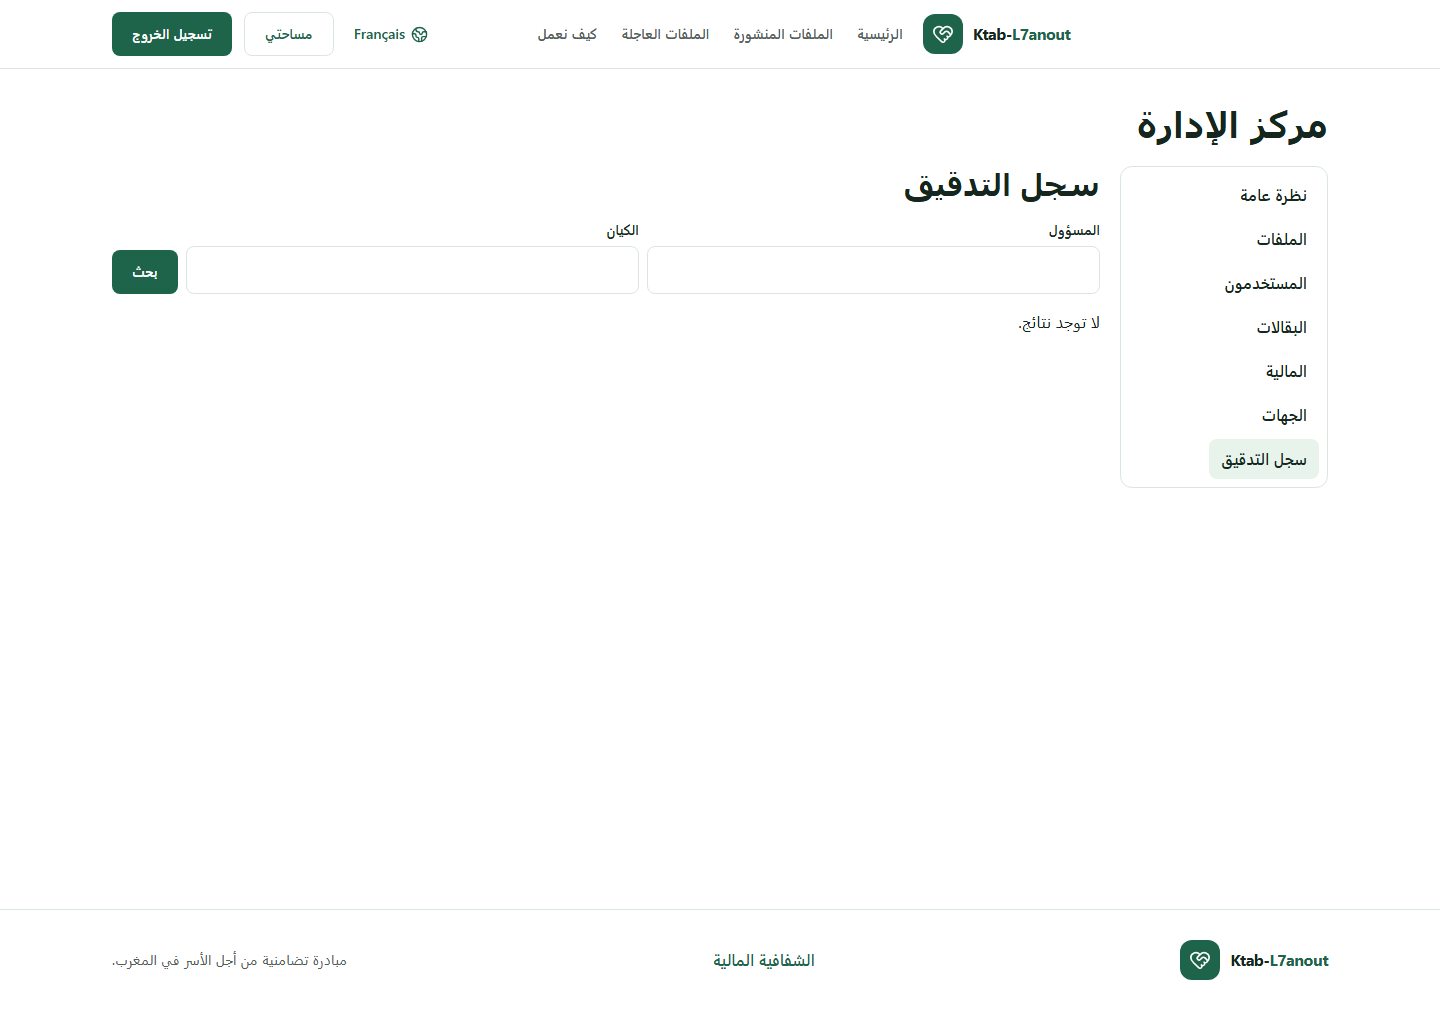 Ktab-L7anout
الرئيسية
الملفات المنشورة
الملفات العاجلة
كيف نعمل
Français
مساحتي
تسجيل الخروج
مركز الإدارة
نظرة عامة
الملفات
المستخدمون
البقالات
المالية
الجهات
سجل التدقيق
سجل التدقيق
المسؤول
الكيان
بحث
لا توجد نتائج.
Ktab-L7anout
الشفافية المالية
مبادرة تضامنية من أجل الأسر في المغرب.